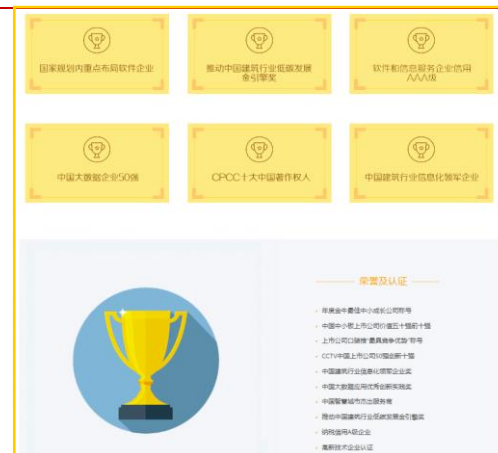 国家规划内重点布局软件企业
推动中国建筑行业低碳发展
金引擎奖
软件和信息服务企业信用
AAA级
中国大数据企业50强
CPCC十大中国著作权人
中国建筑行业信息化领军企业
荣誉及认证
年度金牛最佳中小成长公司称号
中国中小板上市公司价值五十强前十强
上市公司口碑榜“最具竞争优势”称号
CCTV中国上市公司50强创新十强
中国建筑行业信息化领军企业奖
中国大数据应用优秀创新实践奖
中国智慧城市杰出服务商
推动中国建筑行业低碳发展金引擎奖
纳税信用A级企业
高新技术企业认证